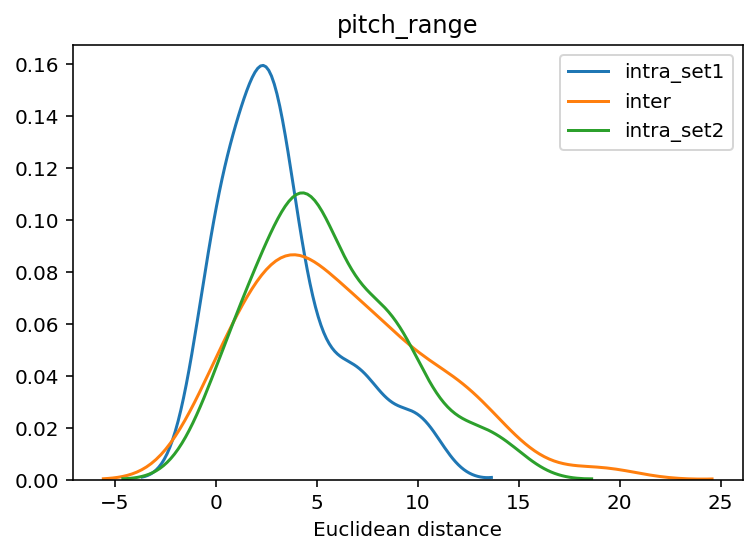 pitch_range
0.16
0.14
0.12
0.10
0.08
0.06
0.04
0.02
0.00
intra_set1
inter
intra_set2
−5 0 5 10 15 20 25
Euclidean distance